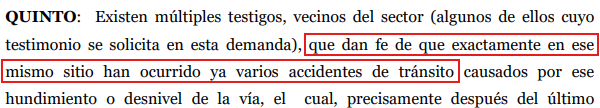 QUINTO: Existen múltiples testigos, vecinos del sector (algunos de ellos cuyo
testimonio se solicita en esta demanda), que dan fe de que exactamente en ese
mismo sitio han ocurrido ya varios accidentes de tránsito causados por ese
hundimiento o desnivel de la vía, el cual, precisamente después del último